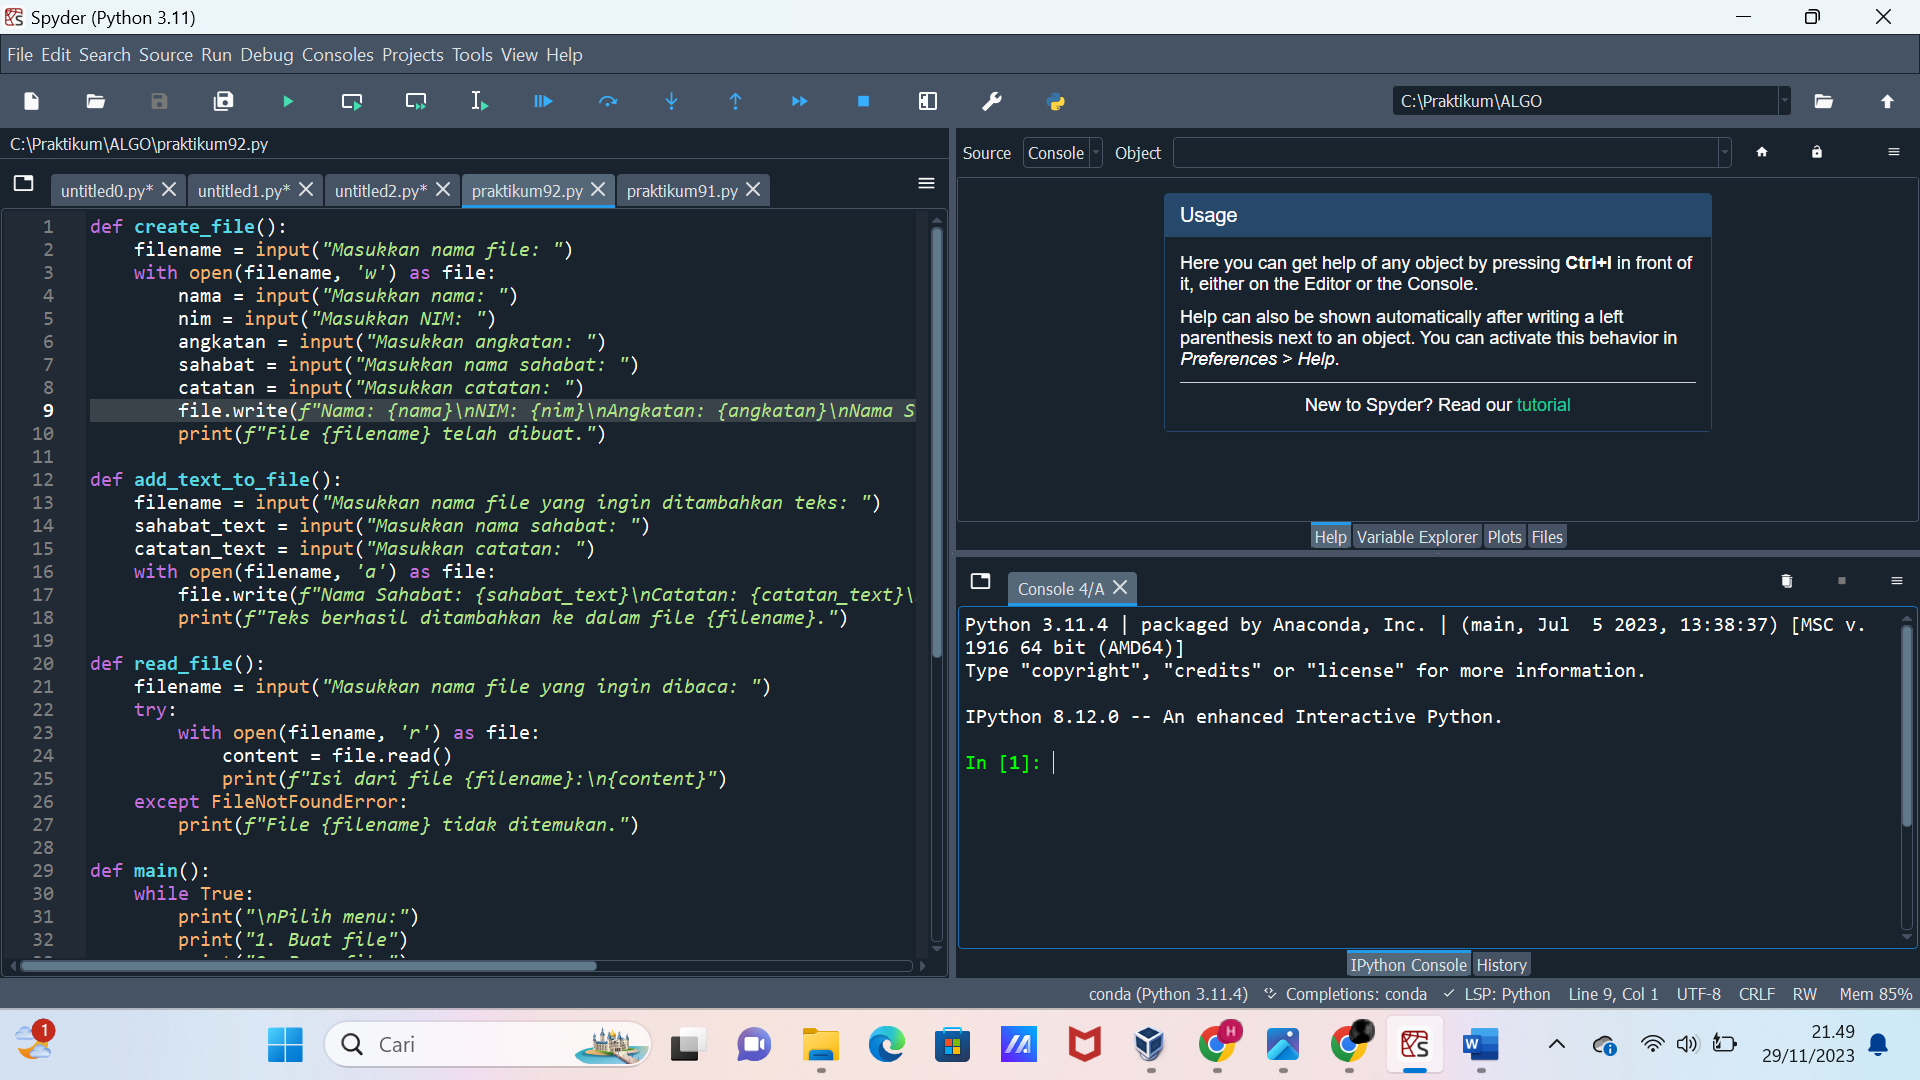 Spyder (Python 3.11)
File Edit Search Source Run Debug Consoles Projects Tools View Help
C:\Praktikum\ALGO
C:\Praktikum\ALGO\praktikum92.py
untitled0.py* untitled1.py* untitled2.py* praktikum92.py praktikum91.py
1 def create_file():
2     filename = input("Masukkan nama file: ")
3     with open(filename, 'w') as file:
4         nama = input("Masukkan nama: ")
5         nim = input("Masukkan NIM: ")
6         angkatan = input("Masukkan angkatan: ")
7         sahabat = input("Masukkan nama sahabat: ")
8         catatan = input("Masukkan catatan: ")
9         file.write(f"Nama: {nama}\nNIM: {nim}\nAngkatan: {angkatan}\nNama S
10         print(f"File {filename} telah dibuat.")
11
12 def add_text_to_file():
13     filename = input("Masukkan nama file yang ingin ditambahkan teks: ")
14     sahabat_text = input("Masukkan nama sahabat: ")
15     catatan_text = input("Masukkan catatan: ")
16     with open(filename, 'a') as file:
17         file.write(f"Nama Sahabat: {sahabat_text}\nCatatan: {catatan_text}\
18         print(f"Teks berhasil ditambahkan ke dalam file {filename}.")
19
20 def read_file():
21     filename = input("Masukkan nama file yang ingin dibaca: ")
22     try:
23         with open(filename, 'r') as file:
24             content = file.read()
25             print(f"Isi dari file {filename}:\n{content}")
26     except FileNotFoundError:
27         print(f"File {filename} tidak ditemukan.")
28
29 def main():
30     while True:
31         print("\nPilih menu:")
32         print("1. Buat file")
Source Console Object
Usage
Here you can get help of any object by pressing Ctrl+I in front of
it, either on the Editor or the Console.
Help can also be shown automatically after writing a left
parenthesis next to an object. You can activate this behavior in
Preferences > Help.
New to Spyder? Read our tutorial
Help Variable Explorer Plots Files
Console 4/A
Python 3.11.4 | packaged by Anaconda, Inc. | (main, Jul  5 2023, 13:38:37) [MSC v.
1916 64 bit (AMD64)]
Type "copyright", "credits" or "license" for more information.
IPython 8.12.0 -- An enhanced Interactive Python.
In [1]:
IPython Console History
conda (Python 3.11.4) Completions: conda LSP: Python Line 9, Col 1 UTF-8 CRLF RW Mem 85%
1
Cari
H
W
21.49
29/11/2023